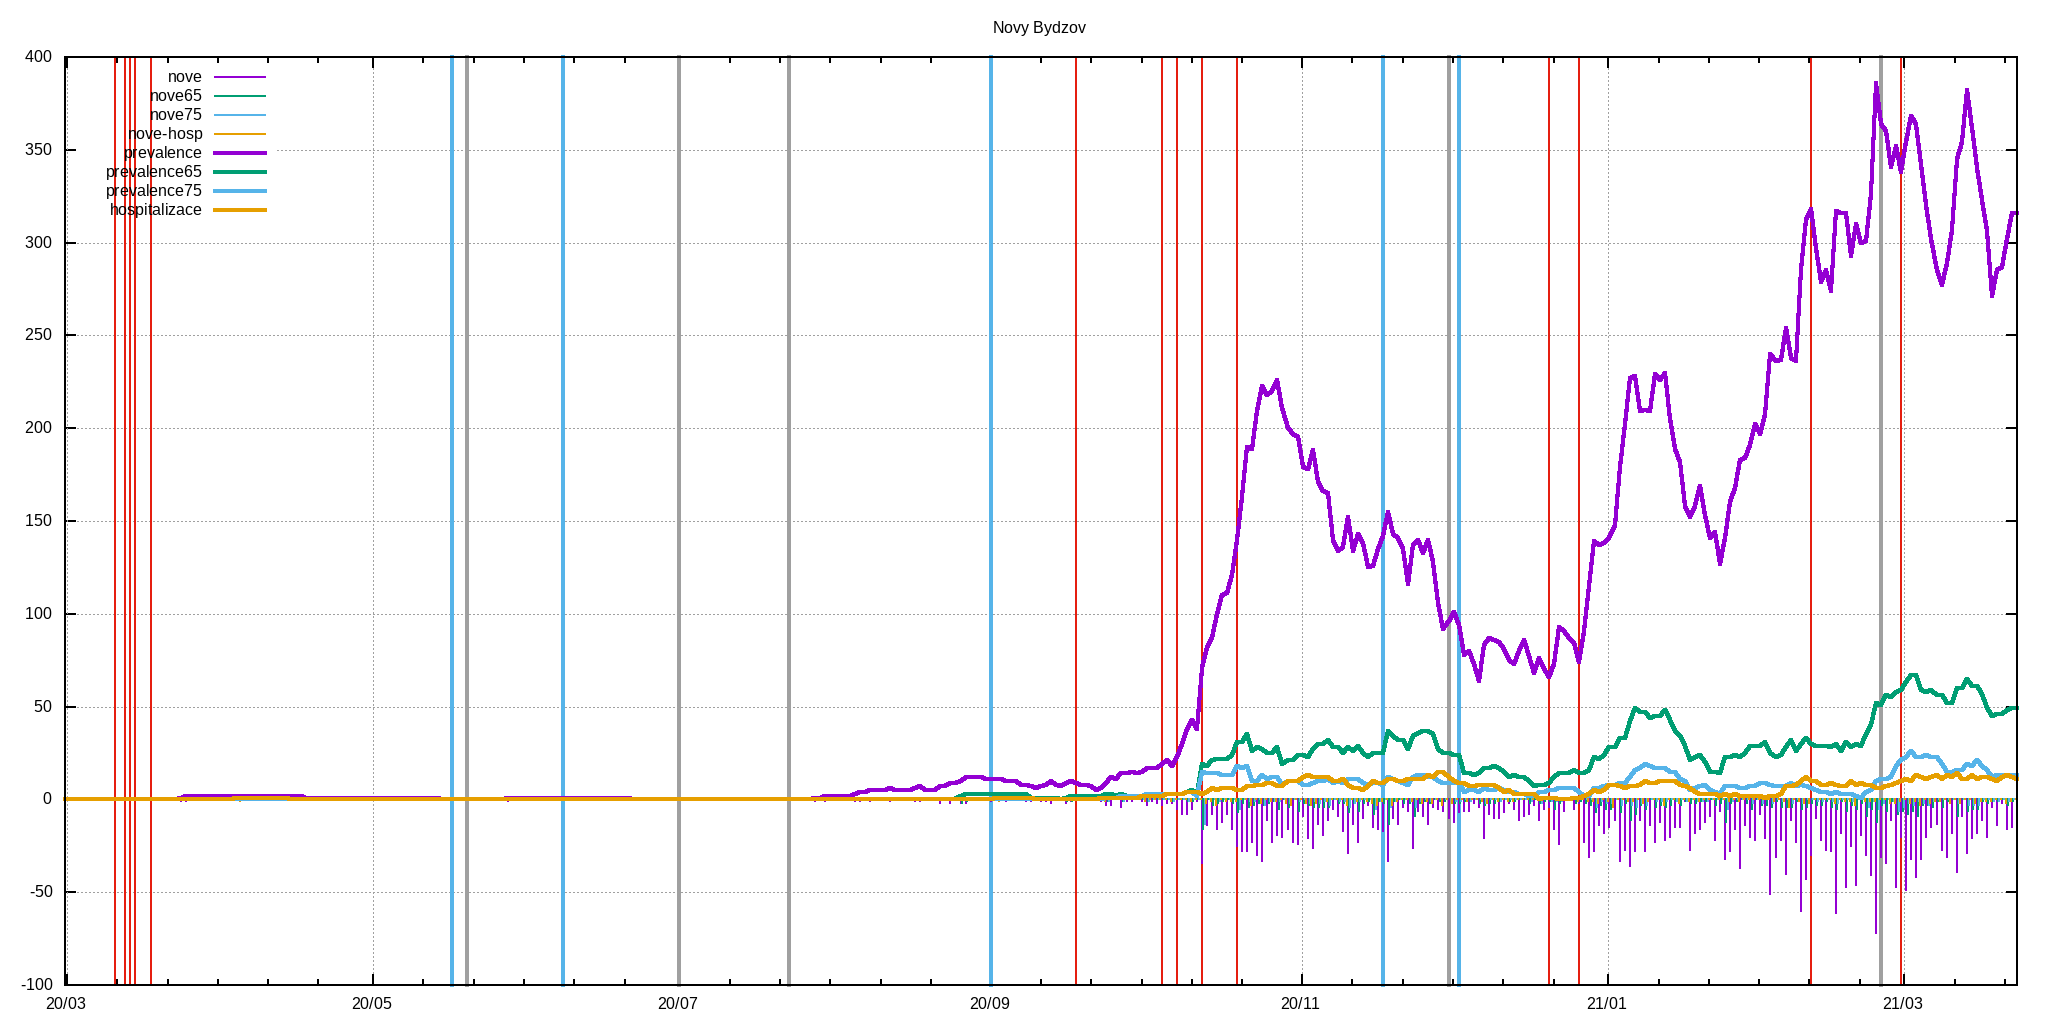 Novy Bydzov
400
350
300
250
200
150
100
50
0
-50
-100
nove
nove65
nove75
nove-hosp
prevalence
prevalence65
prevalence75
hospitalizace
20/03
20/05
20/07
20/09
20/11
21/01
21/03